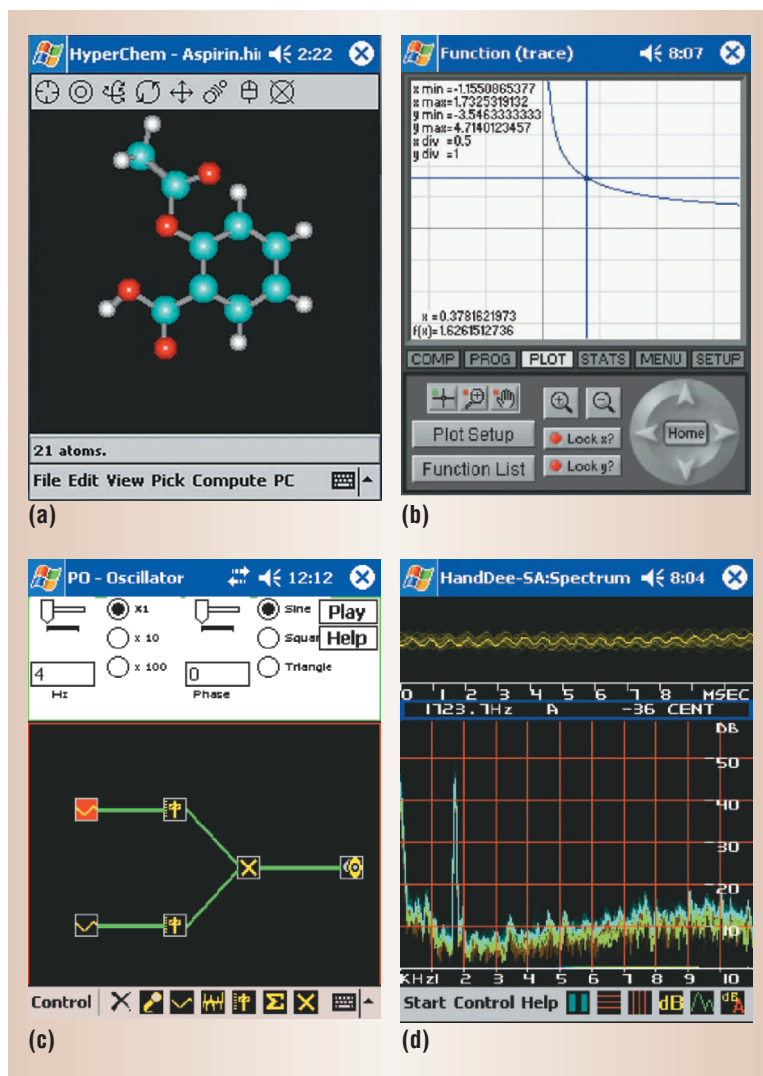 HyperChem - Aspirin.hi 2:22
21 atoms.
File Edit View Pick Compute PC
(a)
Function (trace) 8:07
x min =-1.1550865377
x max=1.7325319132
y min =-3.5463333333
y max=4.7140123457
x div =0.5
y div =1
x =0.3781621973
f(x)=1.6261512736
COMP PROG PLOT STATS MENU SETUP
Plot Setup
Lock x?
Home
Function List
Lock y?
(b)
PO - Oscillator 12:12
X1 Sine Play
x 10 Squar Help
x 100 Triangle
4 0
Hz Phase
Control
(c)
HandDee-SA:Spectrum 8:04
0 1 2 3 4 5 6 7 8 MSEC
1723.7Hz A -36 CENT
DB
50
40
30
20
10
KHz1 2 3 4 5 6 7 8 9 10
Start Control Help dB dB A
(d)